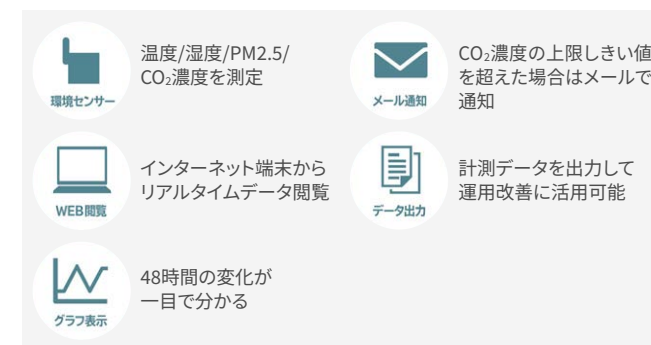 環境センサー
温度/湿度/PM2.5/
CO₂濃度を測定
メール通知
CO₂濃度の上限しきい値
を超えた場合はメールで
通知
WEB閲覧
インターネット端末から
リアルタイムデータ閲覧
データ出力
計測データを出力して
運用改善に活用可能
グラフ表示
48時間の変化が
一目で分かる